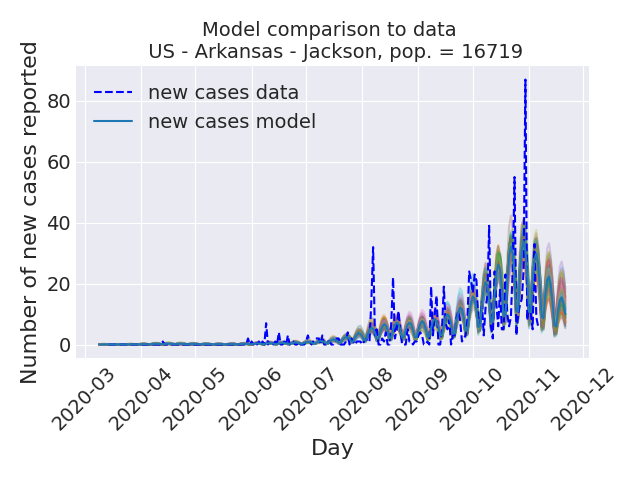 Model comparison to data
US - Arkansas - Jackson, pop. = 16719
Number of new cases reported
80
60
40
20
0
new cases data
new cases model
2020-03
2020-04
2020-05
2020-06
2020-07
2020-08
2020-09
2020-10
2020-11
2020-12
Day